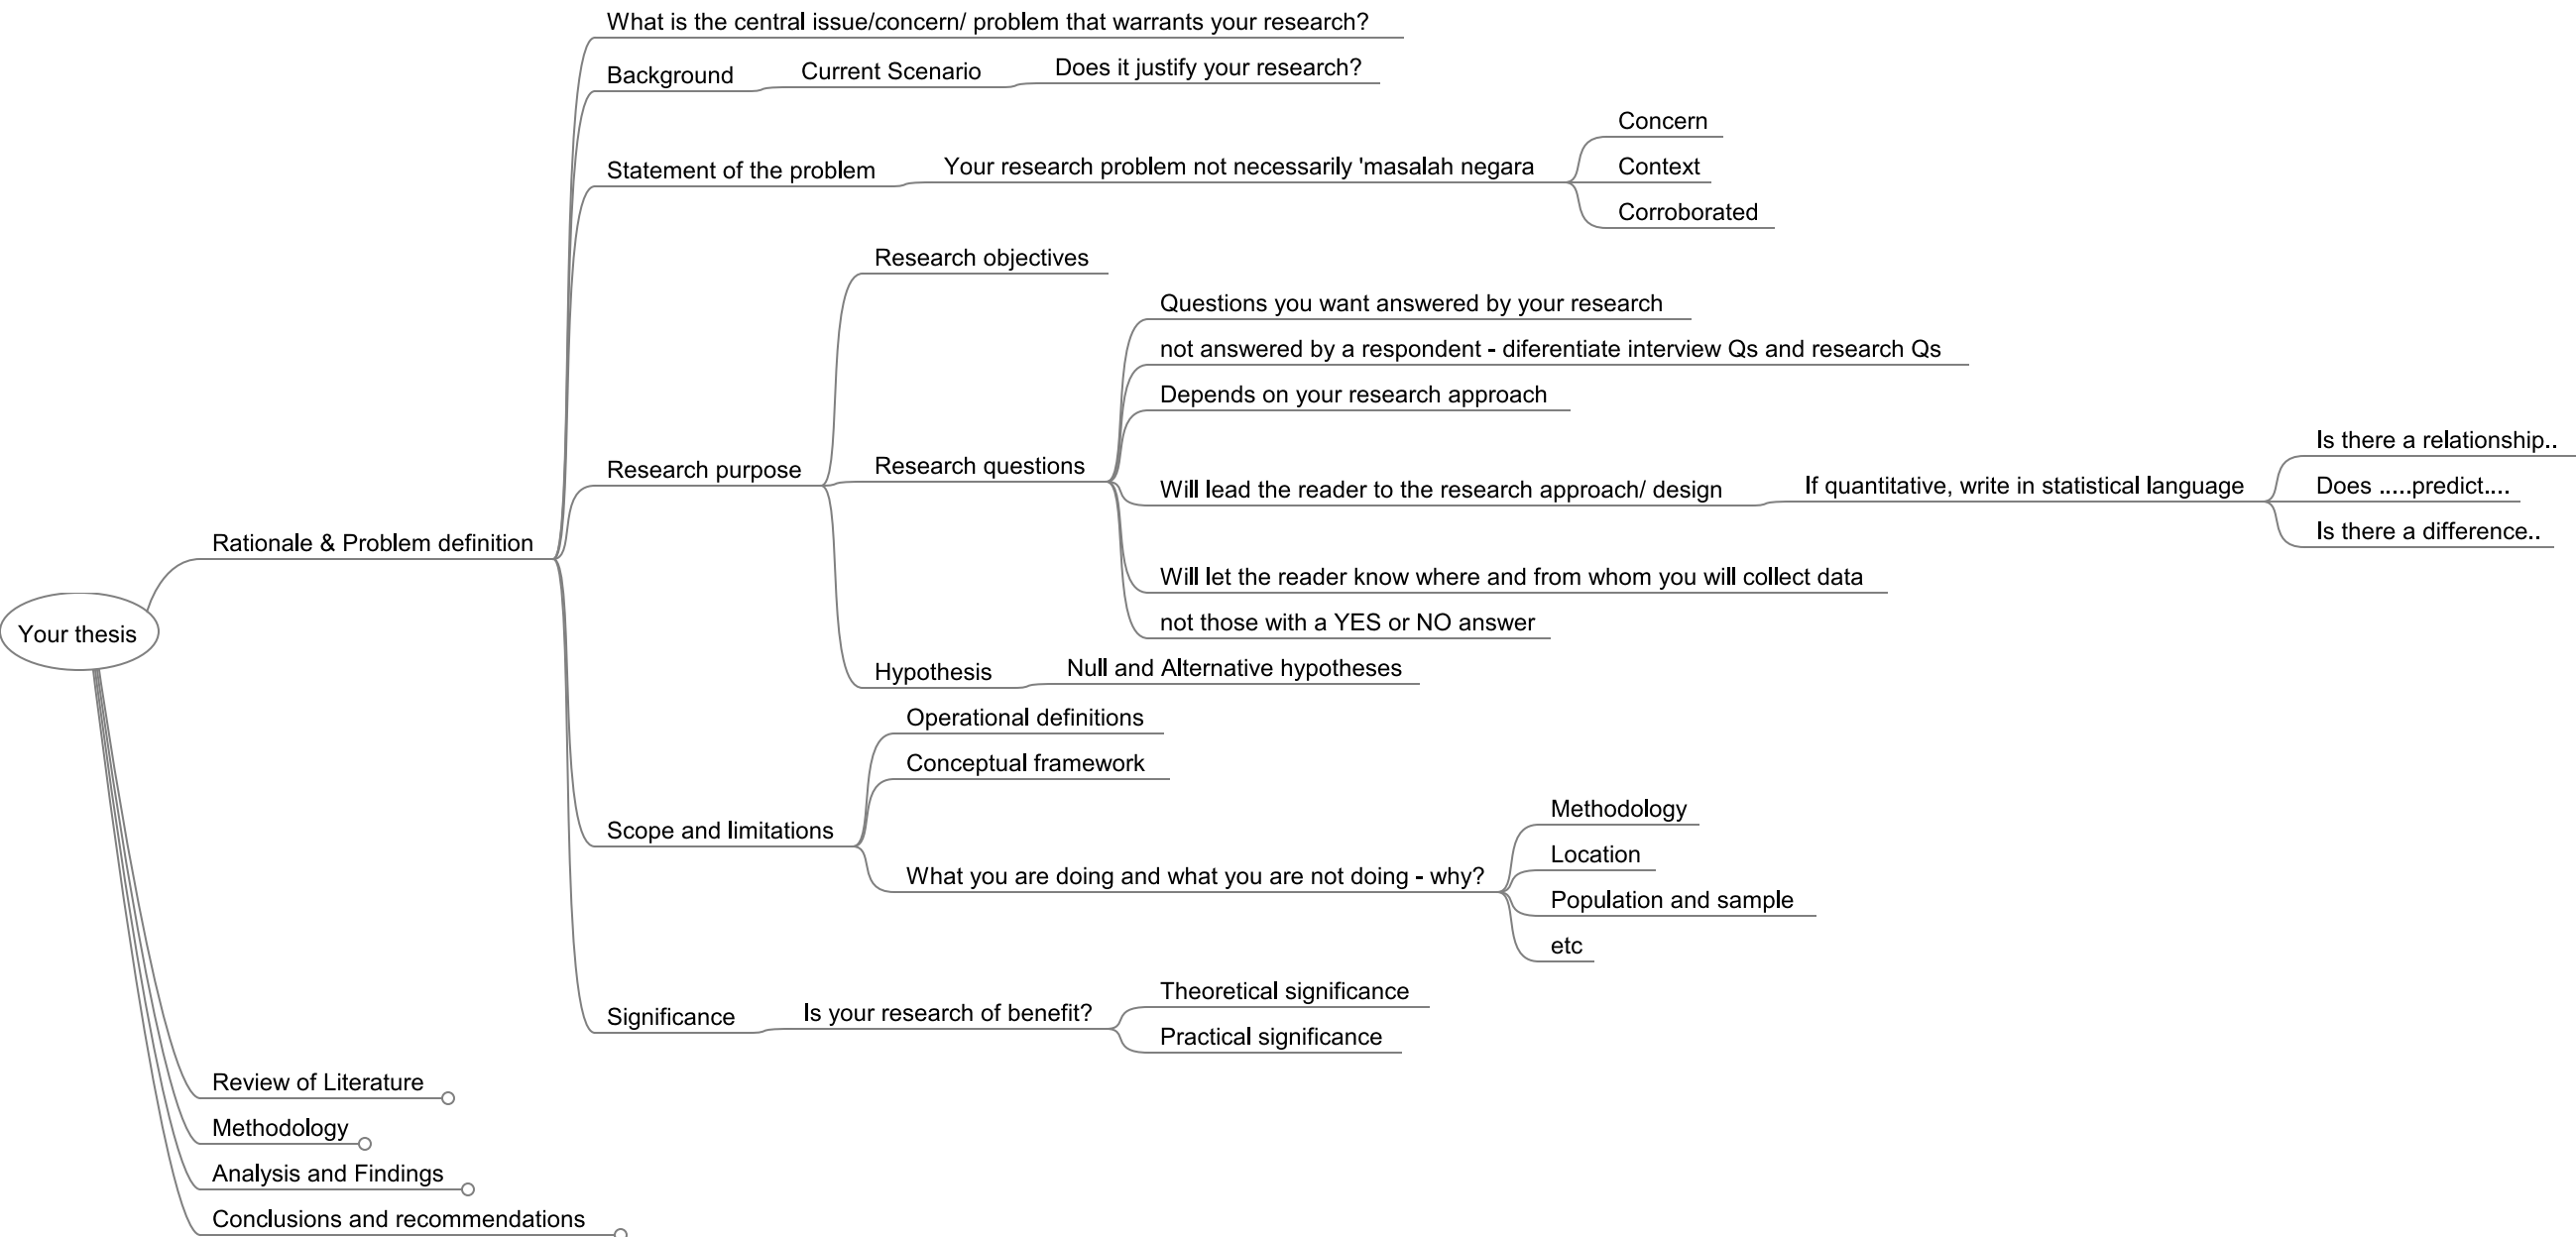 What is the central issue/concern/ problem that warrants your research?
Background
Current Scenario
Does it justify your research?
Statement of the problem
Your research problem not necessarily 'masalah negara
Concern
Context
Corroborated
Research purpose
Research objectives
Research questions
Questions you want answered by your research
not answered by a respondent - diferentiate interview Qs and research Qs
Depends on your research approach
Will lead the reader to the research approach/ design
If quantitative, write in statistical language
Is there a relationship..
Does .....predict....
Is there a difference..
Will let the reader know where and from whom you will collect data
not those with a YES or NO answer
Hypothesis
Null and Alternative hypotheses
Rationale & Problem definition
Your thesis
Scope and limitations
Operational definitions
Conceptual framework
What you are doing and what you are not doing - why?
Methodology
Location
Population and sample
etc
Significance
Is your research of benefit?
Theoretical significance
Practical significance
Review of Literature
Methodology
Analysis and Findings
Conclusions and recommendations